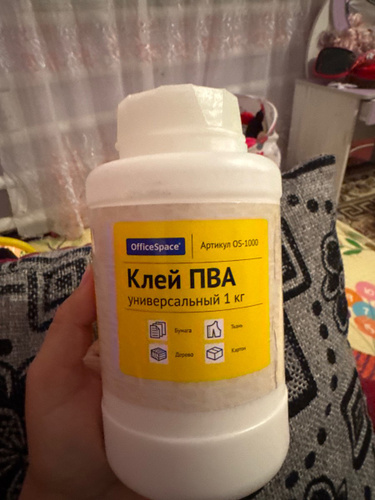 OfficeSpace®
Артикул OS-1000
Клей ПВА
универсальный 1 кг
Бумага
Ткань
Дерево
Картон